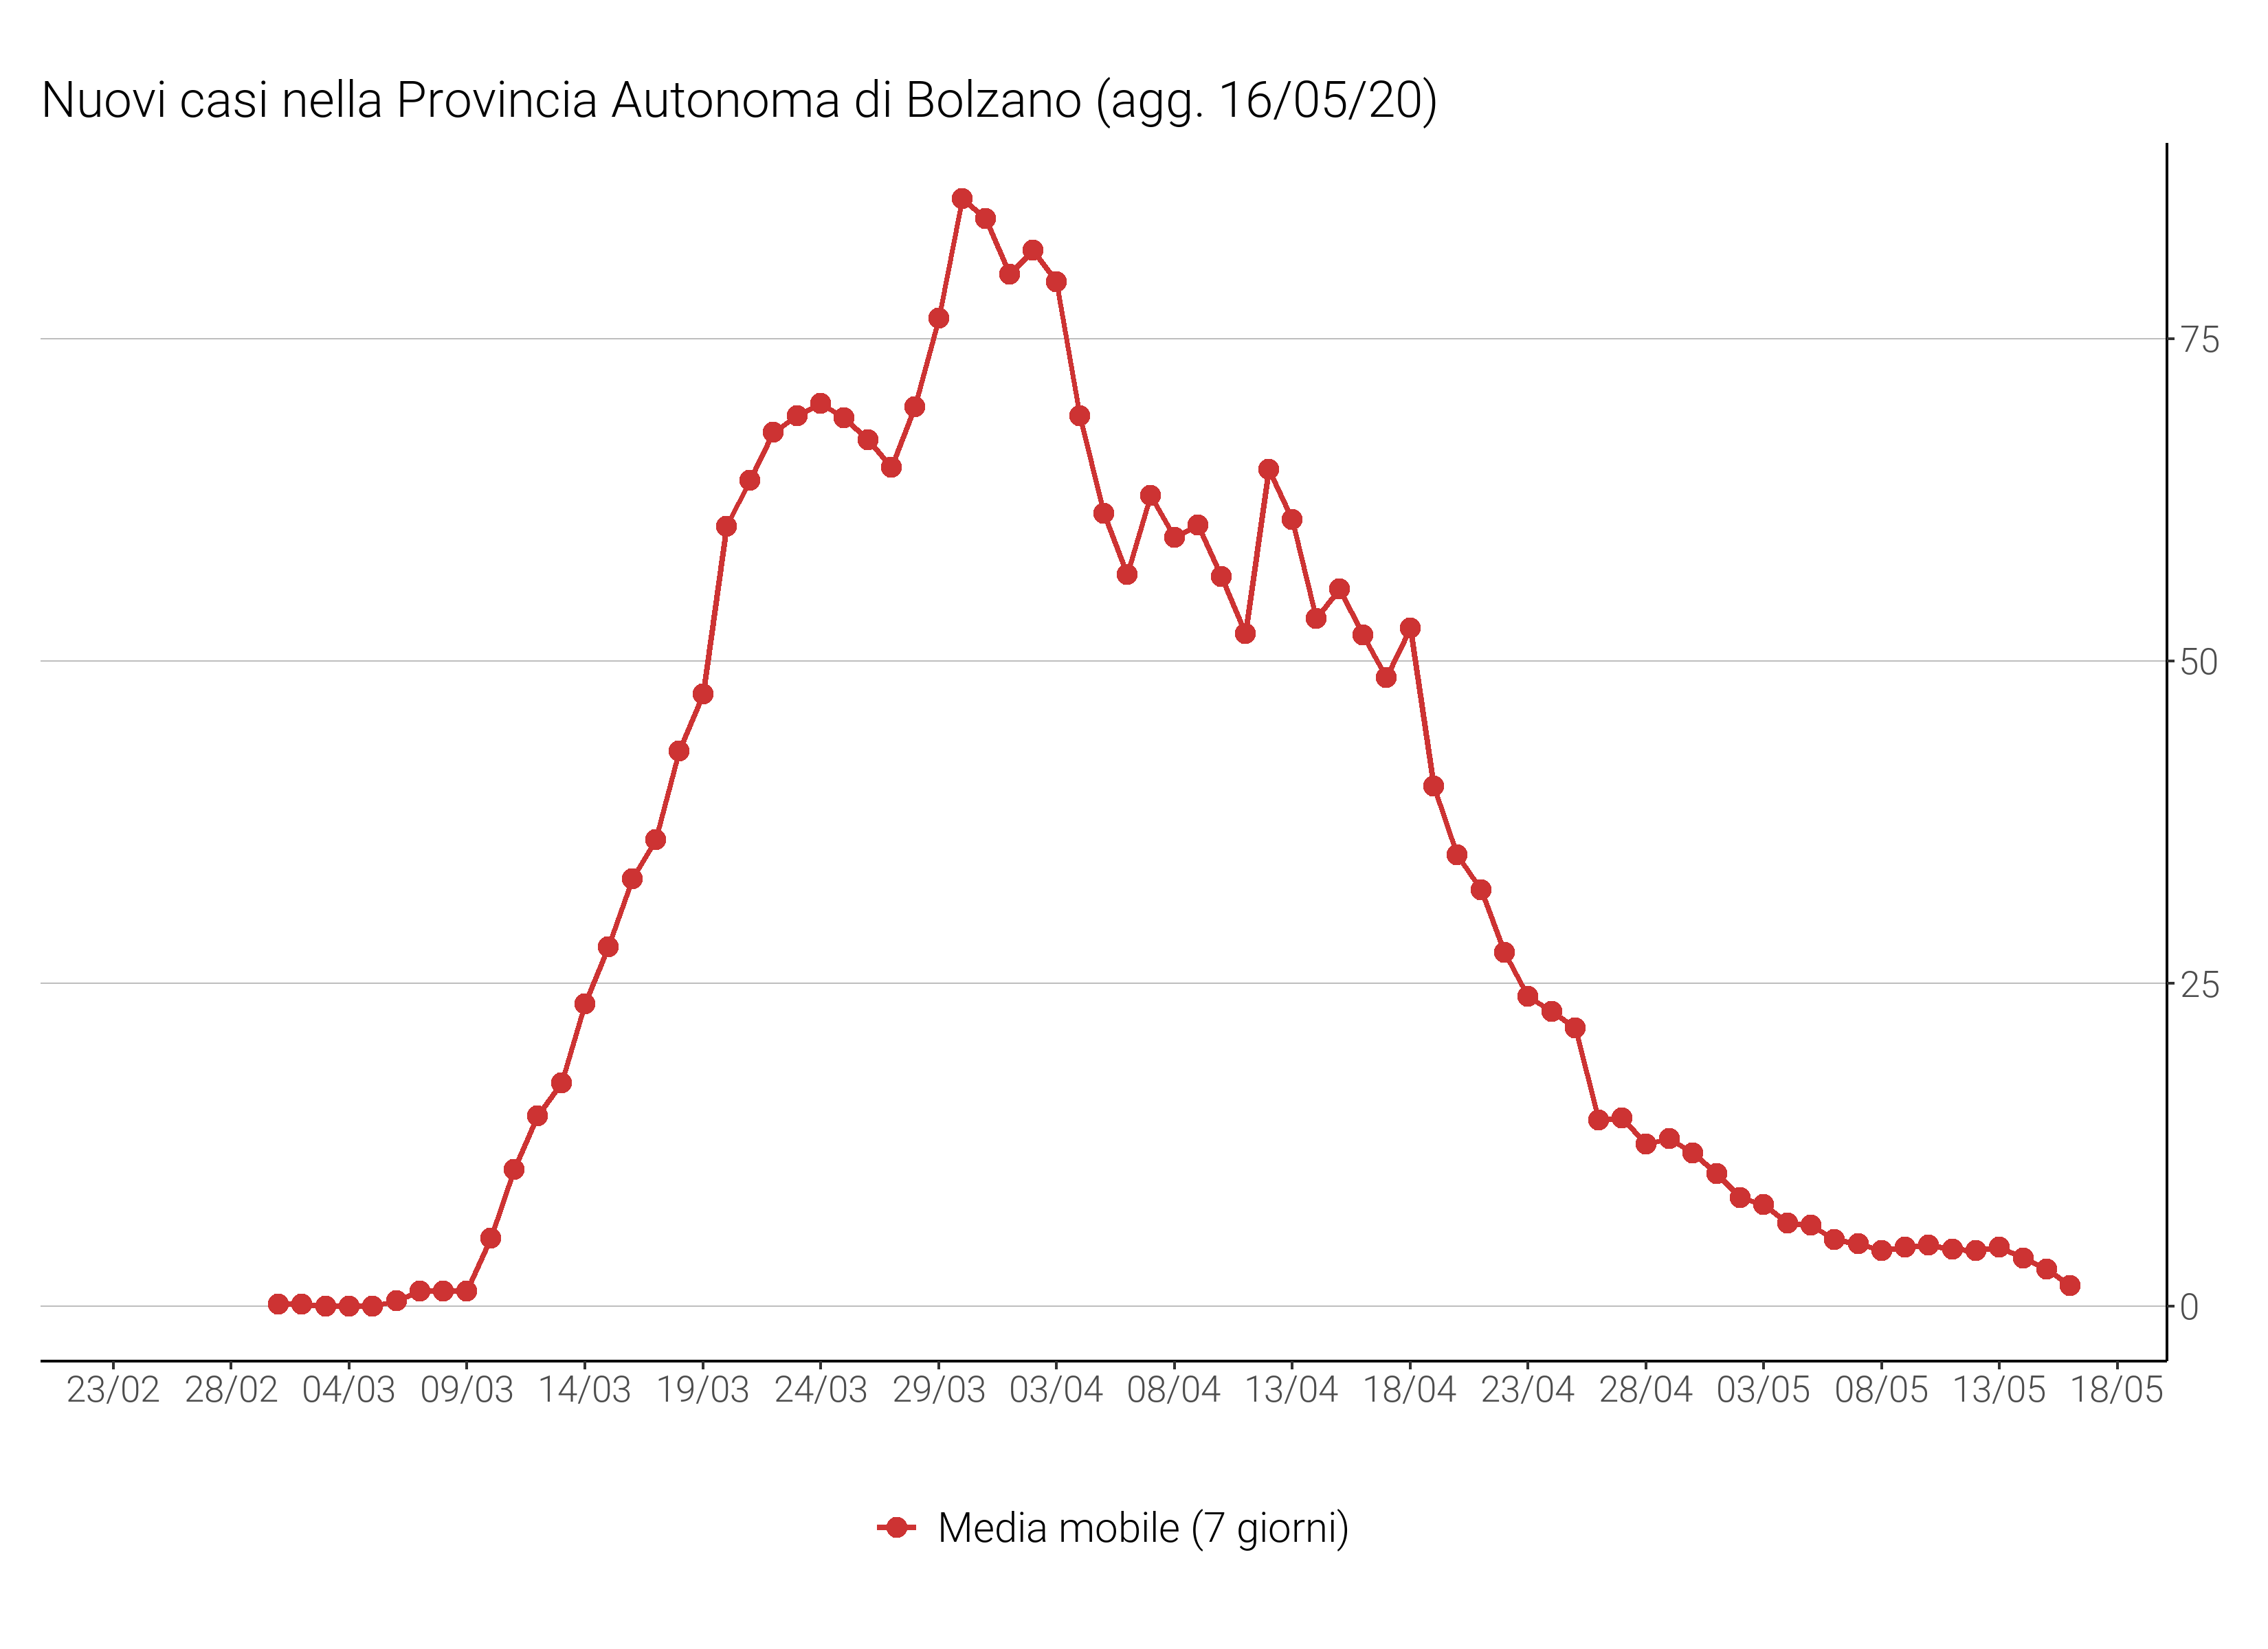 Nuovi casi nella Provincia Autonoma di Bolzano (agg. 16/05/20)
75
50
25
0
23/02 28/02 04/03 09/03 14/03 19/03 24/03 29/03 03/04 08/04 13/04 18/04 23/04 28/04 03/05 08/05 13/05 18/05
Media mobile (7 giorni)